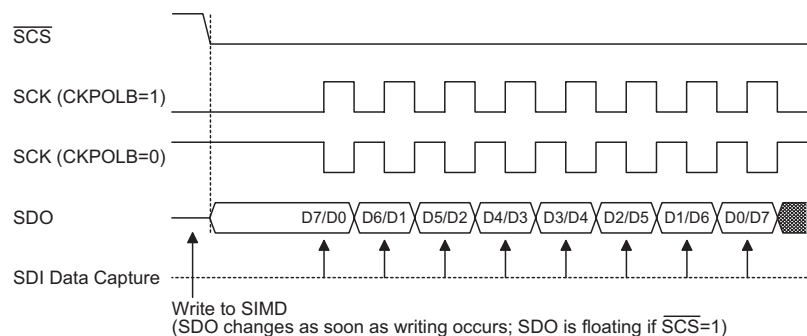 SCS
SCK (CKPOLB=1)
SCK (CKPOLB=0)
SDO
D7/D0 D6/D1 D5/D2 D4/D3 D3/D4 D2/D5 D1/D6 D0/D7
SDI Data Capture
Write to SIMD
(SDO changes as soon as writing occurs; SDO is floating if SCS=1)